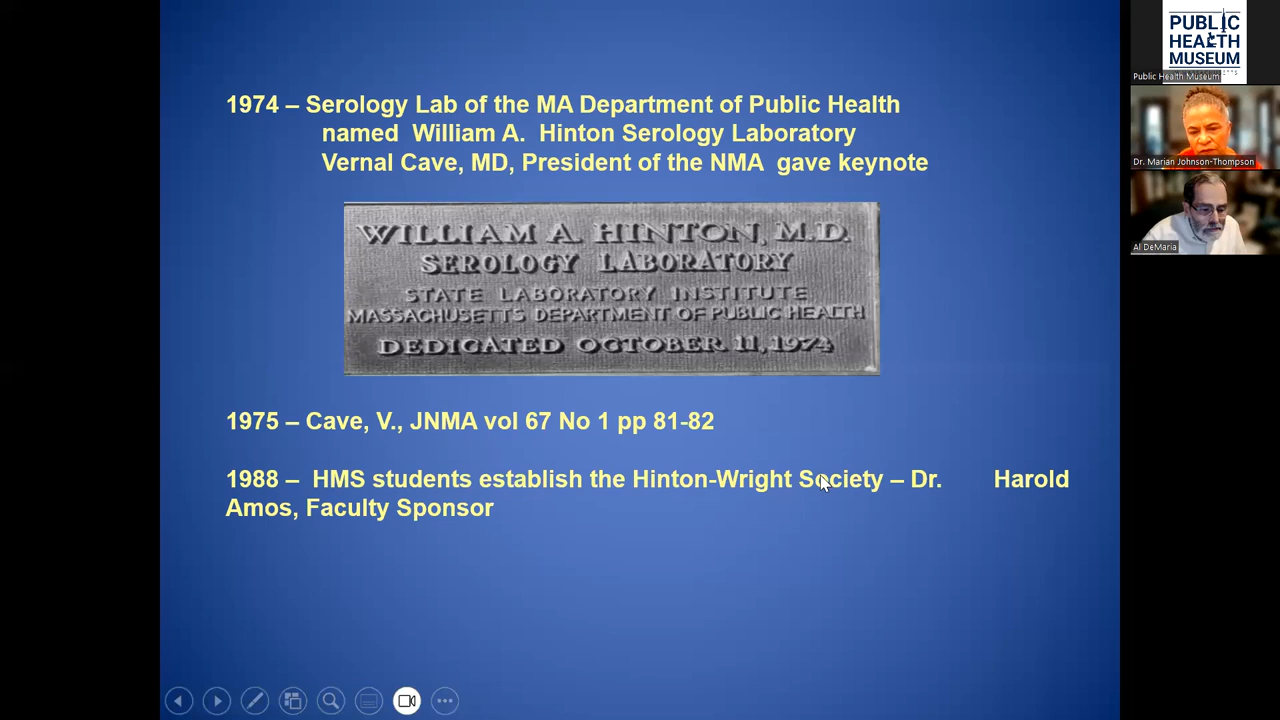 1974 – Serology Lab of the MA Department of Public Health
named William A. Hinton Serology Laboratory
Vernal Cave, MD, President of the NMA gave keynote
WILLIAM A. HINTON, M.D.
SEROLOGY LABORATORY
STATE LABORATORY INSTITUTE
MASSACHUSETTS DEPARTMENT OF PUBLIC HEALTH
DEDICATED OCTOBER 11, 1974
1975 – Cave, V., JNMA vol 67 No 1 pp 81-82
1988 – HMS students establish the Hinton-Wright Society – Dr. Harold
Amos, Faculty Sponsor
PUBLIC
HEALTH
MUSEUM
Public Health Museum
Dr. Marian Johnson-Thompson
Al DeMaria